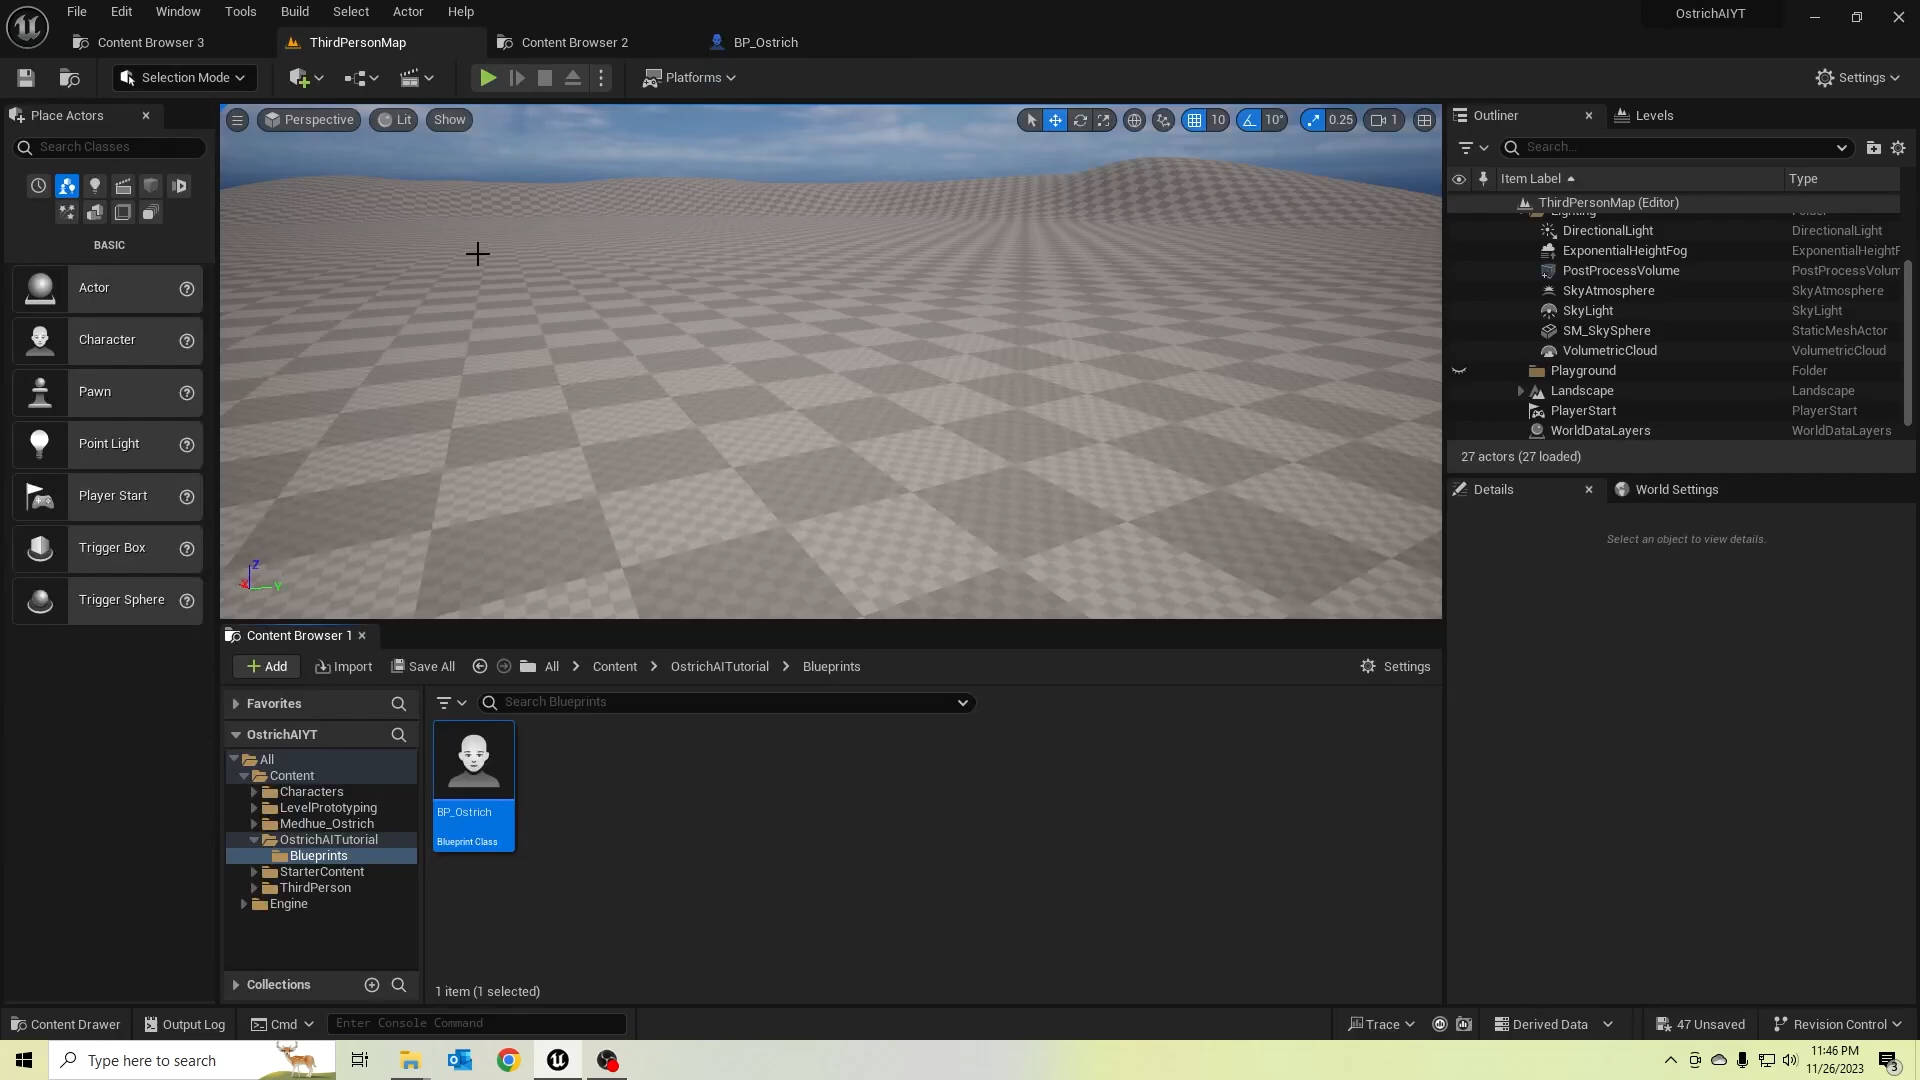 File Edit Window Tools Build Select Actor Help
OstrichAIYT
Content Browser 3
ThirdPersonMap
Content Browser 2
BP_Ostrich
Selection Mode
Platforms
Settings
Place Actors
Search Classes
BASIC
Actor
Character
Pawn
Point Light
Player Start
Trigger Box
Trigger Sphere
Perspective
Lit
Show
10
10°
0.25
1
Z
X
Y
Outliner
Levels
Search...
Item Label
Type
ThirdPersonMap (Editor)
Lighting Folder
DirectionalLight DirectionalLight
ExponentialHeightFog ExponentialHeightF
PostProcessVolume PostProcessVolum
SkyAtmosphere SkyAtmosphere
SkyLight SkyLight
SM_SkySphere StaticMeshActor
VolumetricCloud VolumetricCloud
Playground Folder
Landscape Landscape
PlayerStart PlayerStart
WorldDataLayers WorldDataLayers
27 actors (27 loaded)
Details
World Settings
Select an object to view details.
Content Browser 1
Add
Import
Save All
All > Content > OstrichAITutorial > Blueprints
Settings
Favorites
OstrichAIYT
All
Content
Characters
LevelPrototyping
Medhue_Ostrich
OstrichAITutorial
Blueprints
StarterContent
ThirdPerson
Engine
Collections
Search Blueprints
BP_Ostrich
Blueprint Class
1 item (1 selected)
Content Drawer
Output Log
Cmd
Enter Console Command
Trace
Derived Data
47 Unsaved
Revision Control
Type here to search
11:46 PM
11/26/2023
3